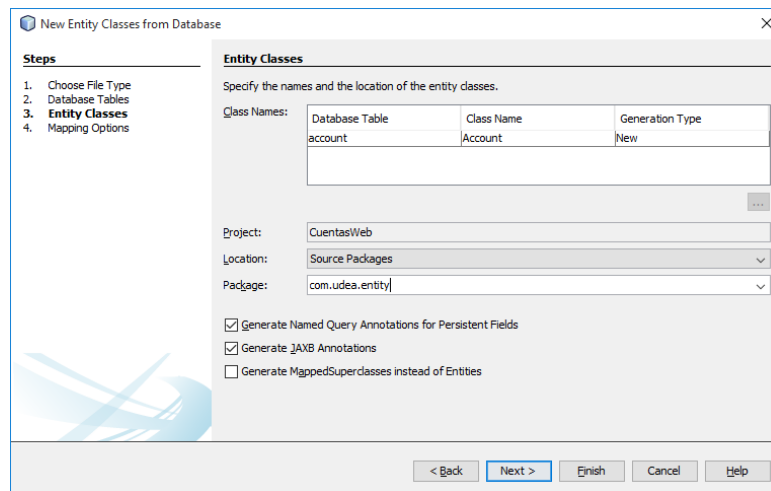 New Entity Classes from Database
Steps
1. Choose File Type
2. Database Tables
3. Entity Classes
4. Mapping Options
Entity Classes
Specify the names and the location of the entity classes.
Class Names:
Database Table Class Name Generation Type
account Account New
...
Project: CuentasWeb
Location: Source Packages
Package: com.udea.entity
Generate Named Query Annotations for Persistent Fields
Generate JAXB Annotations
Generate MappedSuperclasses instead of Entities
< Back Next > Finish Cancel Help